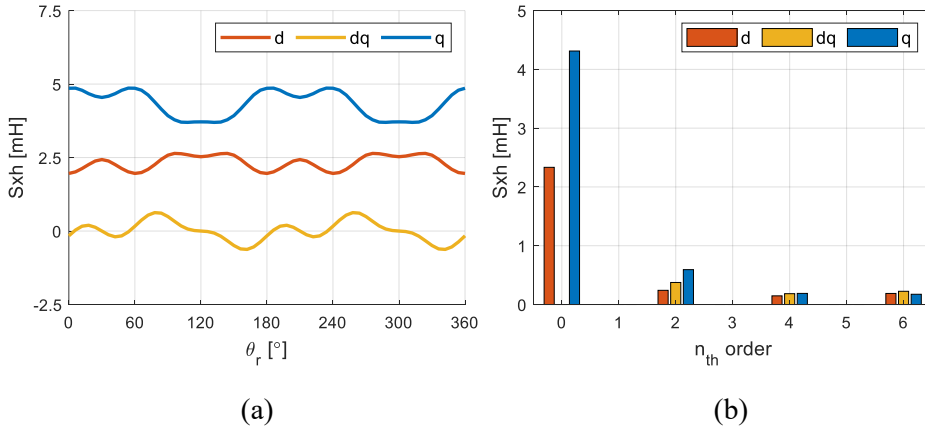 Sxh [mH]
7.5
5
2.5
0
-2.5
d dq q
0 60 120 180 240 300 360
θr [°]
(a)
Sxh [mH]
5
4
3
2
1
0
d dq q
0 1 2 3 4 5 6
nth order
(b)